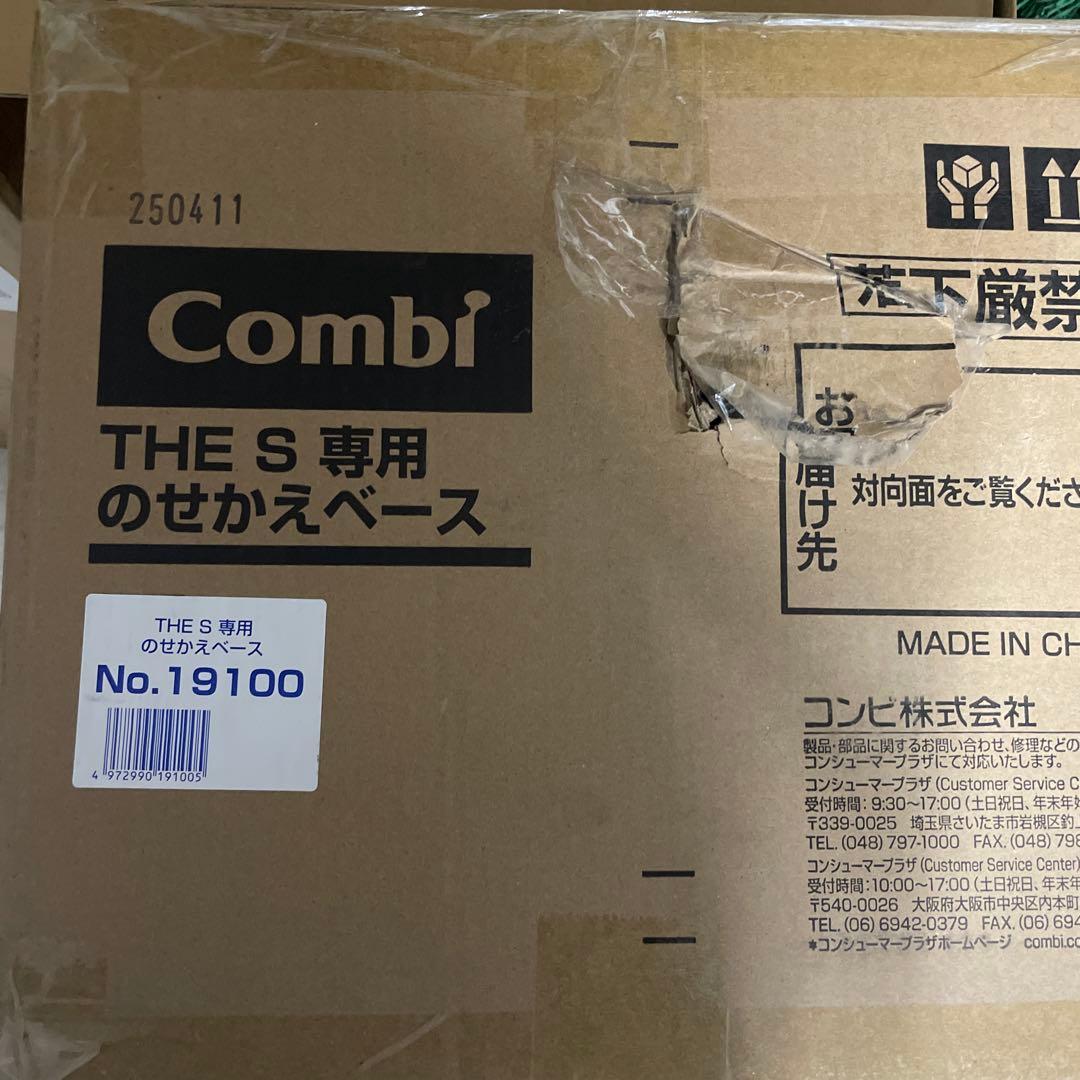 250411
Combi
THE S 専用
のせかえベース
THE S 専用
のせかえベース
No.19100
4 972990 191005
落下厳禁
お届け先
対向面をご覧くださ
MADE IN CH
コンビ株式会社
製品・部品に関するお問い合わせ、修理などの
コンシューマープラザにて対応いたします。
コンシューマープラザ(Customer Service C
受付時間:9:30〜17:00(土日祝日、年末年始
〒339-0025 埼玉県さいたま市岩槻区釣上
TEL.(048)797-1000 FAX.(048)798
コンシューマープラザ(Customer Service Center)
受付時間:10:00〜17:00(土日祝日、年末年
〒540-0026 大阪府大阪市中央区内本町
TEL.(06)6942-0379 FAX.(06)694
*コンシューマープラザホームページ combi.co